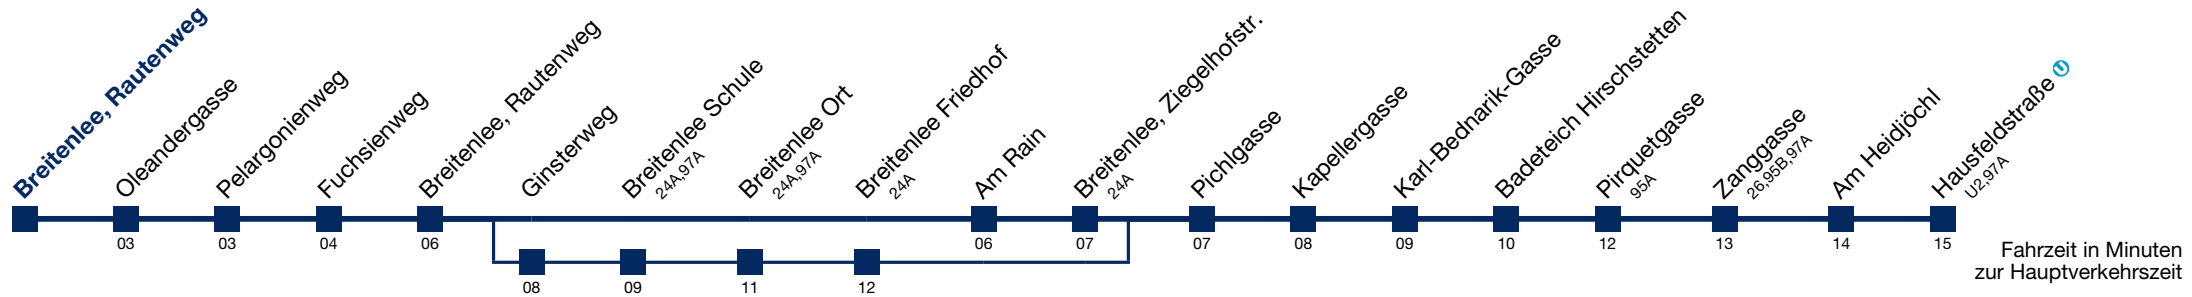 Breitenlee, Rautenweg
Oleandergasse
Pelargonienweg
Fuchsienweg
Breitenlee, Rautenweg
Ginsterweg
Breitenlee Schule
24A,97A
Breitenlee Ort
24A,97A
Breitenlee Friedhof
24A
Am Rain
Breitenlee, Ziegelhofstr.
24A
Pichlgasse
Kapellergasse
Karl-Bednarik-Gasse
Badeteich Hirschstetten
Pirquetgasse
95A
Zanggasse
26,95B,97A
Am Heidjöchl
Hausfeldstraße U
U2,97A
03 03 04 06 06 07 07 08 09 10 12 13 14 15
08 09 11 12
Fahrzeit in Minuten
zur Hauptverkehrszeit